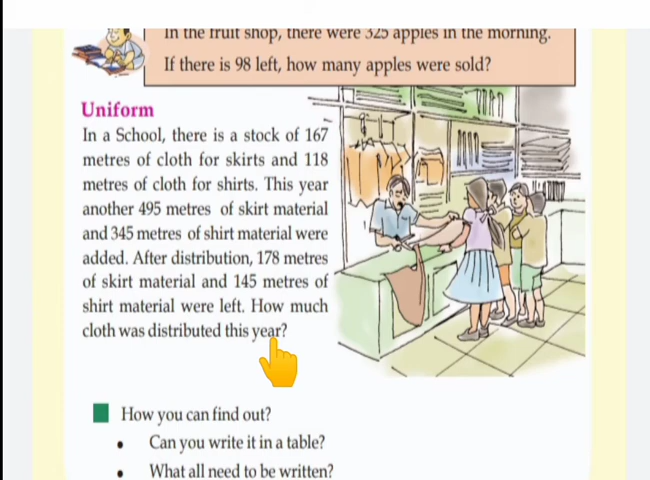 In the fruit shop, there were 325 apples in the morning.
If there is 98 left, how many apples were sold?
Uniform
In a School, there is a stock of 167
metres of cloth for skirts and 118
metres of cloth for shirts. This year
another 495 metres of skirt material
and 345 metres of shirt material were
added. After distribution, 178 metres
of skirt material and 145 metres of
shirt material were left. How much
cloth was distributed this year?
How you can find out?
• Can you write it in a table?
• What all need to be written?